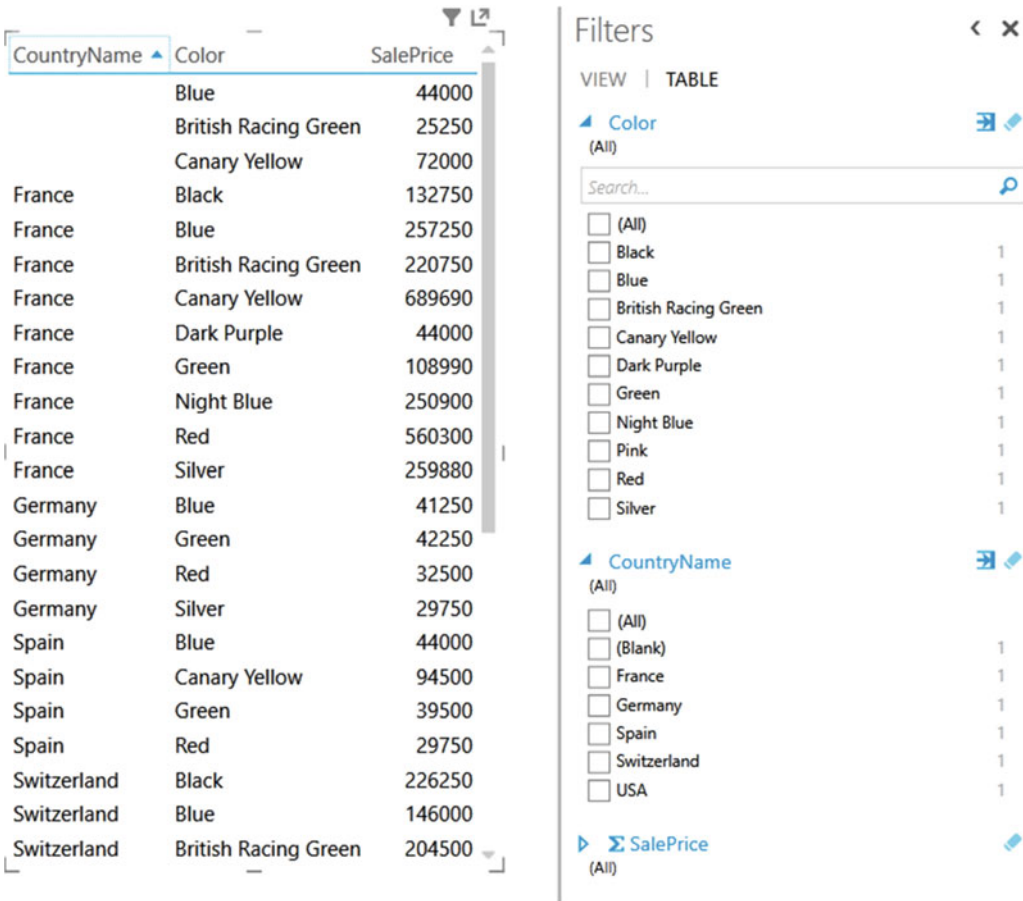 CountryName Color SalePrice
Blue 44000
British Racing Green 25250
Canary Yellow 72000
France Black 132750
France Blue 257250
France British Racing Green 220750
France Canary Yellow 689690
France Dark Purple 44000
France Green 108990
France Night Blue 250900
France Red 560300
France Silver 259880
Germany Blue 41250
Germany Green 42250
Germany Red 32500
Germany Silver 29750
Spain Blue 44000
Spain Canary Yellow 94500
Spain Green 39500
Spain Red 29750
Switzerland Black 226250
Switzerland Blue 146000
Switzerland British Racing Green 204500
Filters
VIEW | TABLE
Color
(All)
Search...
(All)
Black 1
Blue 1
British Racing Green 1
Canary Yellow 1
Dark Purple 1
Green 1
Night Blue 1
Pink 1
Red 1
Silver 1
CountryName
(All)
(All)
(Blank) 1
France 1
Germany 1
Spain 1
Switzerland 1
USA 1
Σ SalePrice
(All)